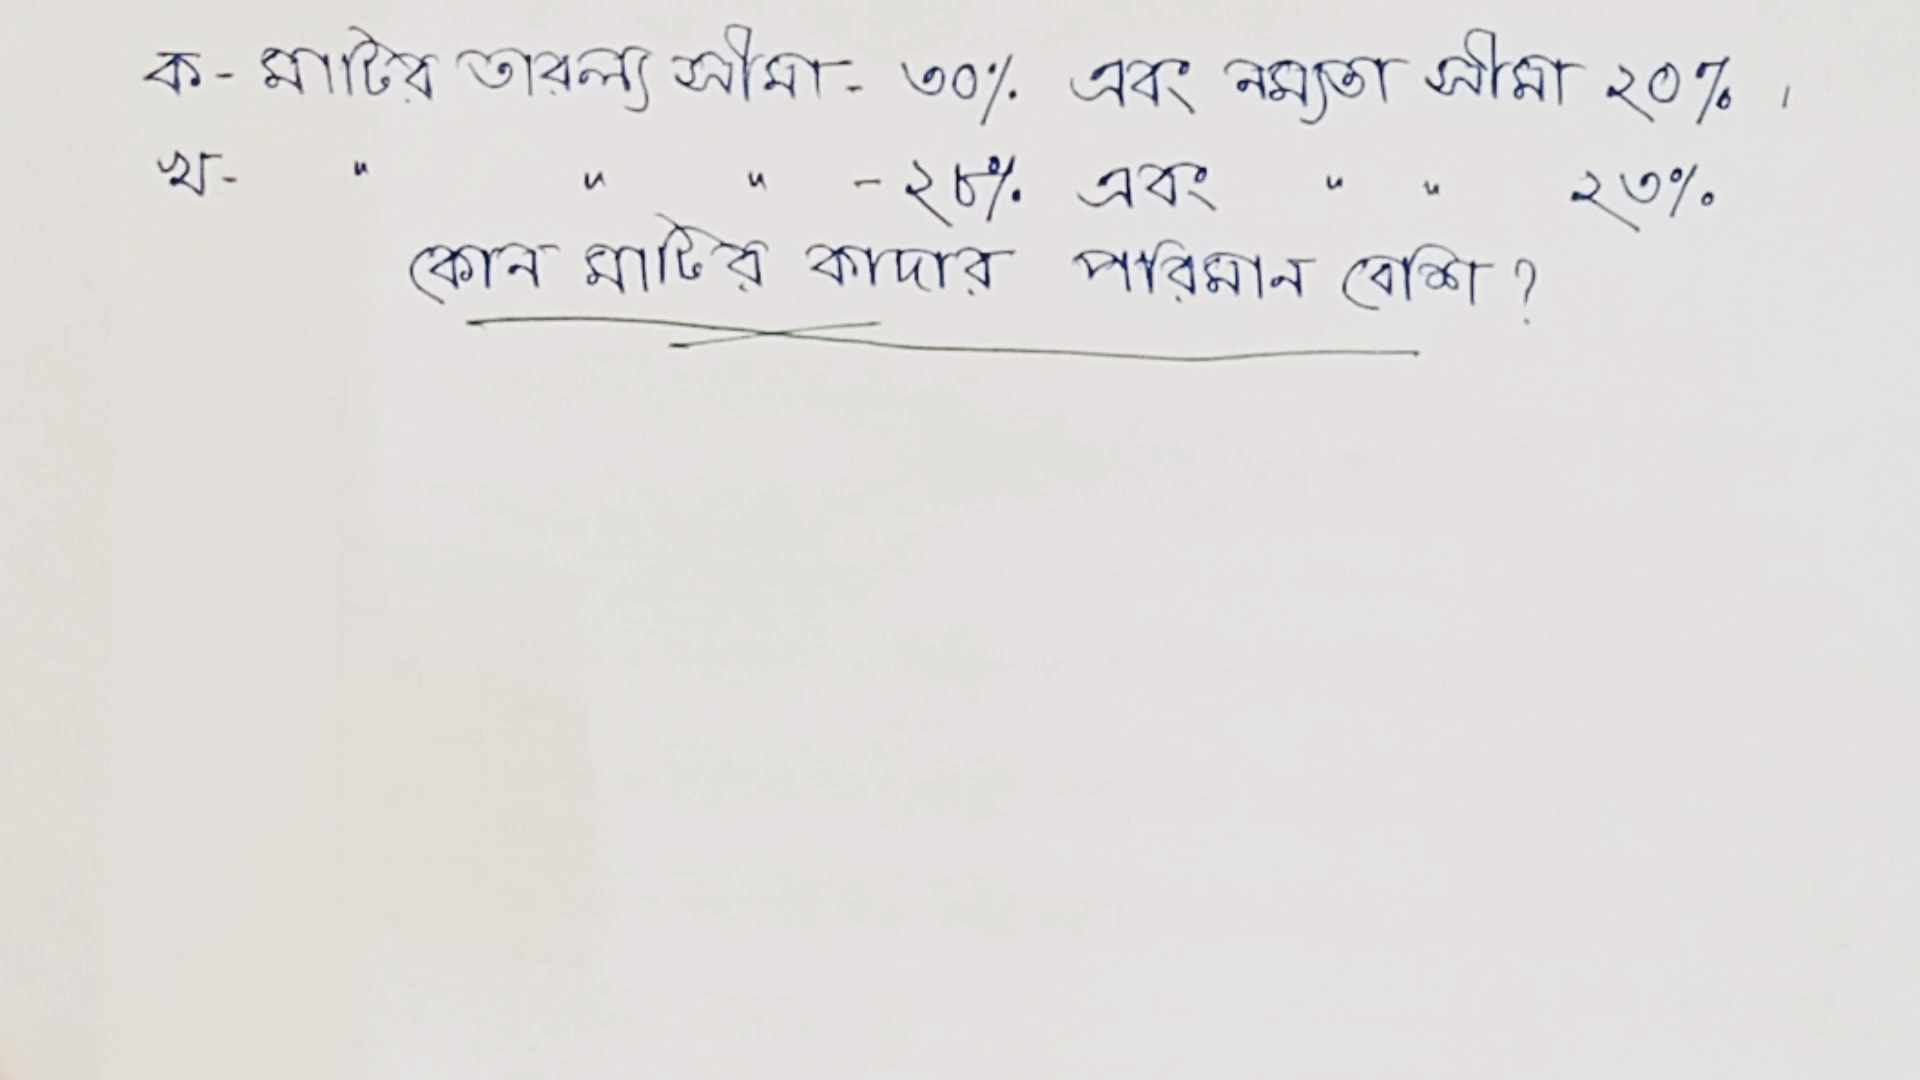 ক- মাটির তারল্য সীমা- ৩০% এবং নম্যতা সীমা ২০%।
খ- " " " -২৮% এবং " " ২৩%.
কোন মাটির কাদার পরিমান বেশি?